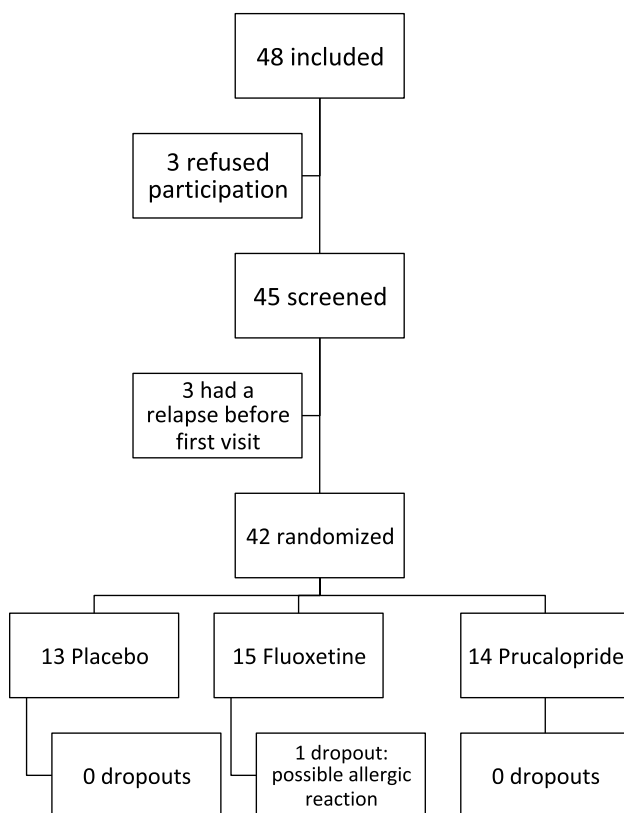 48 included
3 refused
participation
45 screened
3 had a
relapse before
first visit
42 randomized
13 Placebo
15 Fluoxetine
14 Prucalopride
0 dropouts
1 dropout:
possible allergic
reaction
0 dropouts